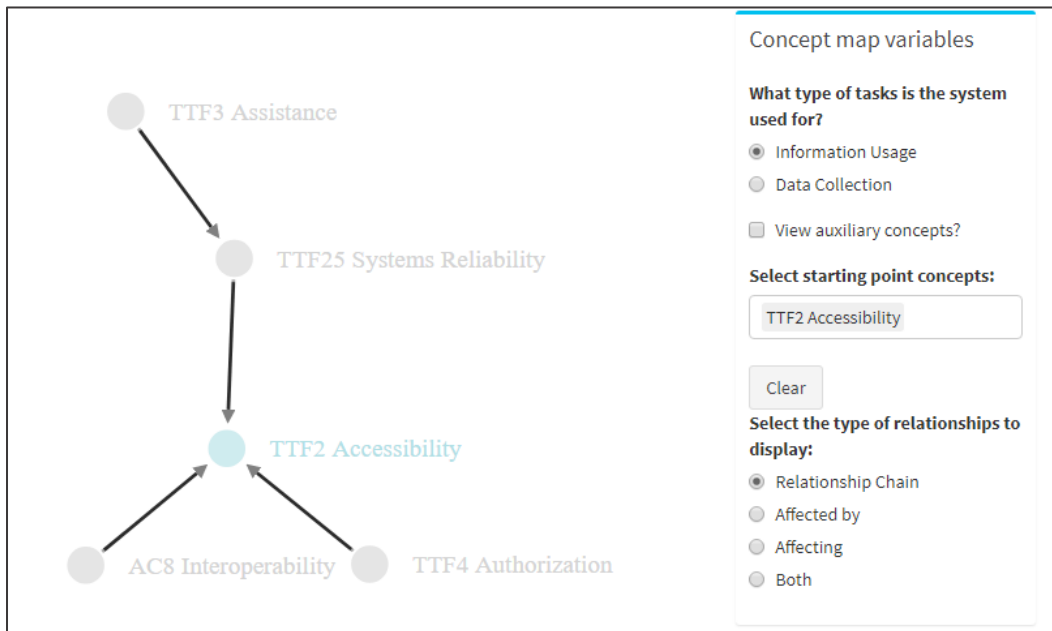 TTF3 Assistance
TTF25 Systems Reliability
TTF2 Accessibility
AC8 Interoperability
TTF4 Authorization
Concept map variables
What type of tasks is the system
used for?
Information Usage
Data Collection
View auxiliary concepts?
Select starting point concepts:
TTF2 Accessibility
Clear
Select the type of relationships to
display:
Relationship Chain
Affected by
Affecting
Both